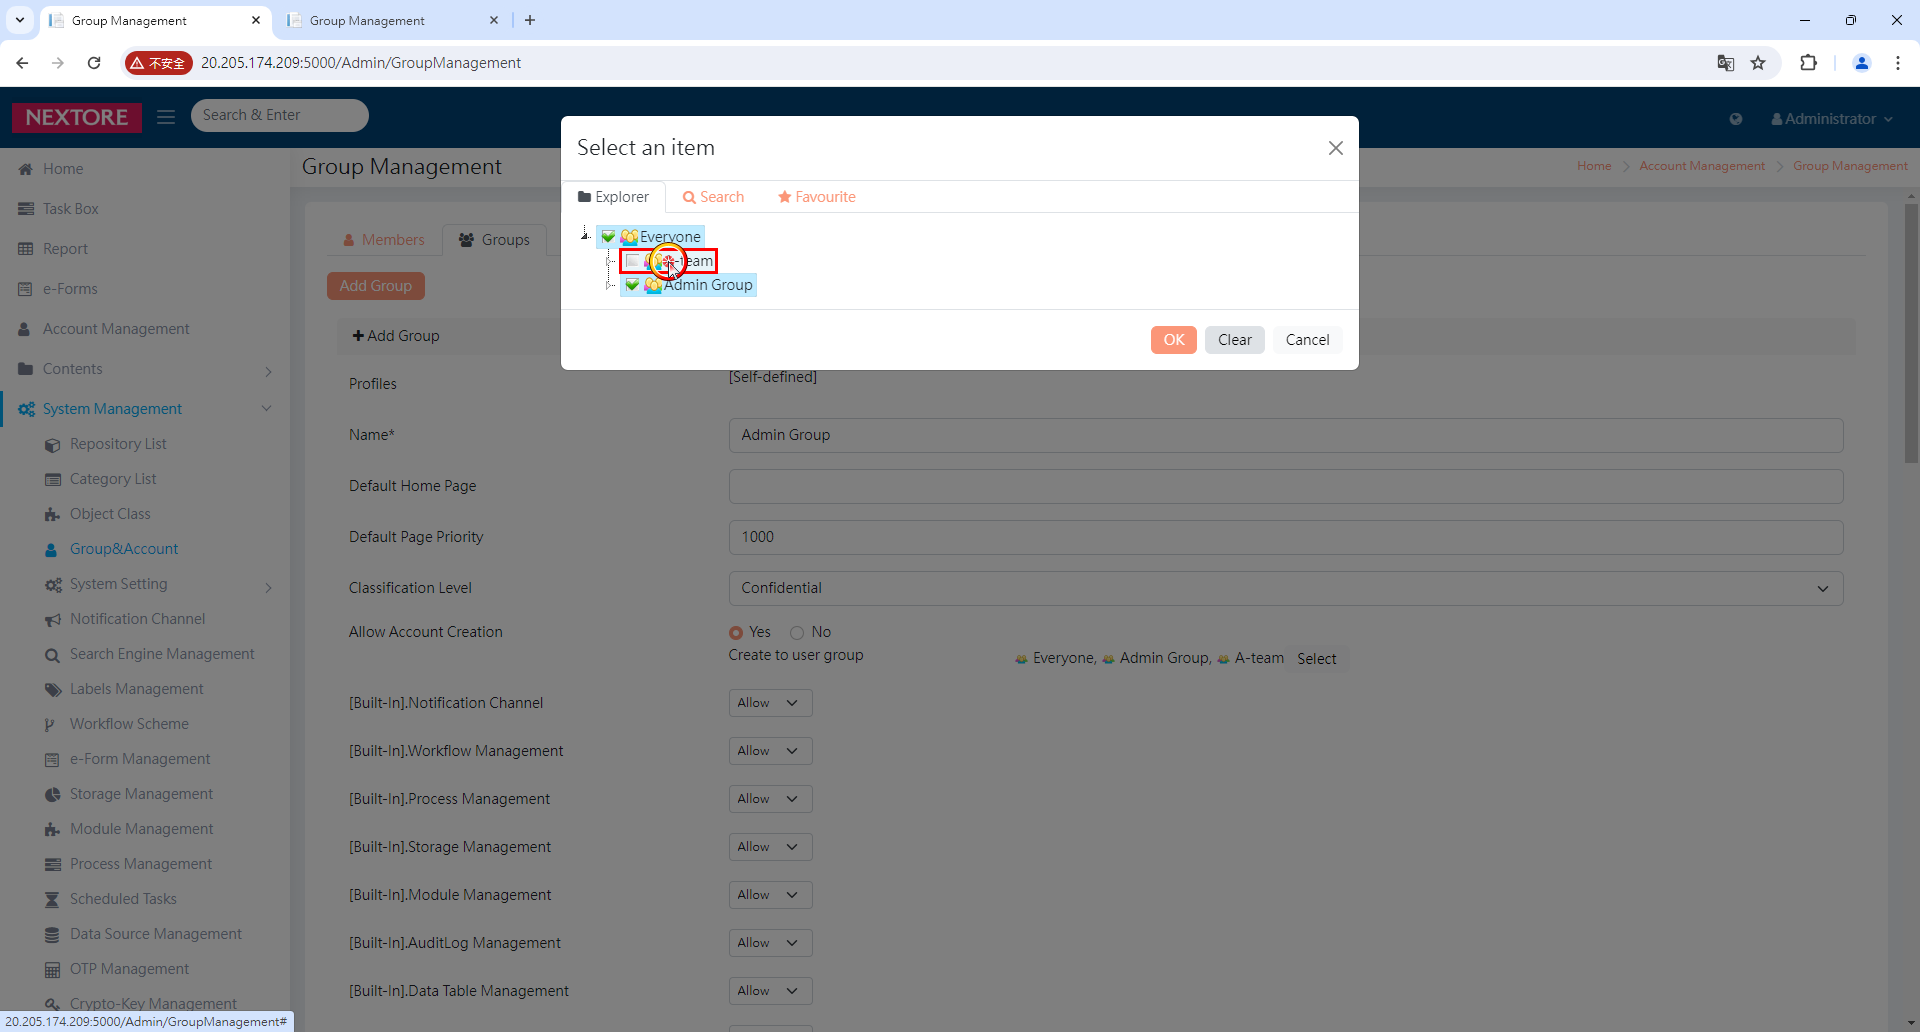 Group Management
Group Management
不安全
20.205.174.209:5000/Admin/GroupManagement
NEXTORE
Search & Enter
Administrator
Select an item
Explorer
Search
Favourite
Everyone
-team
Admin Group
OK
Clear
Cancel
Group Management
Home
Account Management
Group Management
Home
Task Box
Report
e-Forms
Account Management
Contents
System Management
Repository List
Category List
Object Class
Group&Account
System Setting
Notification Channel
Search Engine Management
Labels Management
Workflow Scheme
e-Form Management
Storage Management
Module Management
Process Management
Scheduled Tasks
Data Source Management
OTP Management
Crypto-Key Management
20.205.174.209:5000/Admin/GroupManagement#
Members
Groups
Add Group
Add Group
Profiles
[Self-defined]
Name*
Admin Group
Default Home Page
Default Page Priority
1000
Classification Level
Confidential
Allow Account Creation
Yes No
Create to user group
Everyone, Admin Group, A-team Select
[Built-In].Notification Channel
Allow
[Built-In].Workflow Management
Allow
[Built-In].Process Management
Allow
[Built-In].Storage Management
Allow
[Built-In].Module Management
Allow
[Built-In].AuditLog Management
Allow
[Built-In].Data Table Management
Allow